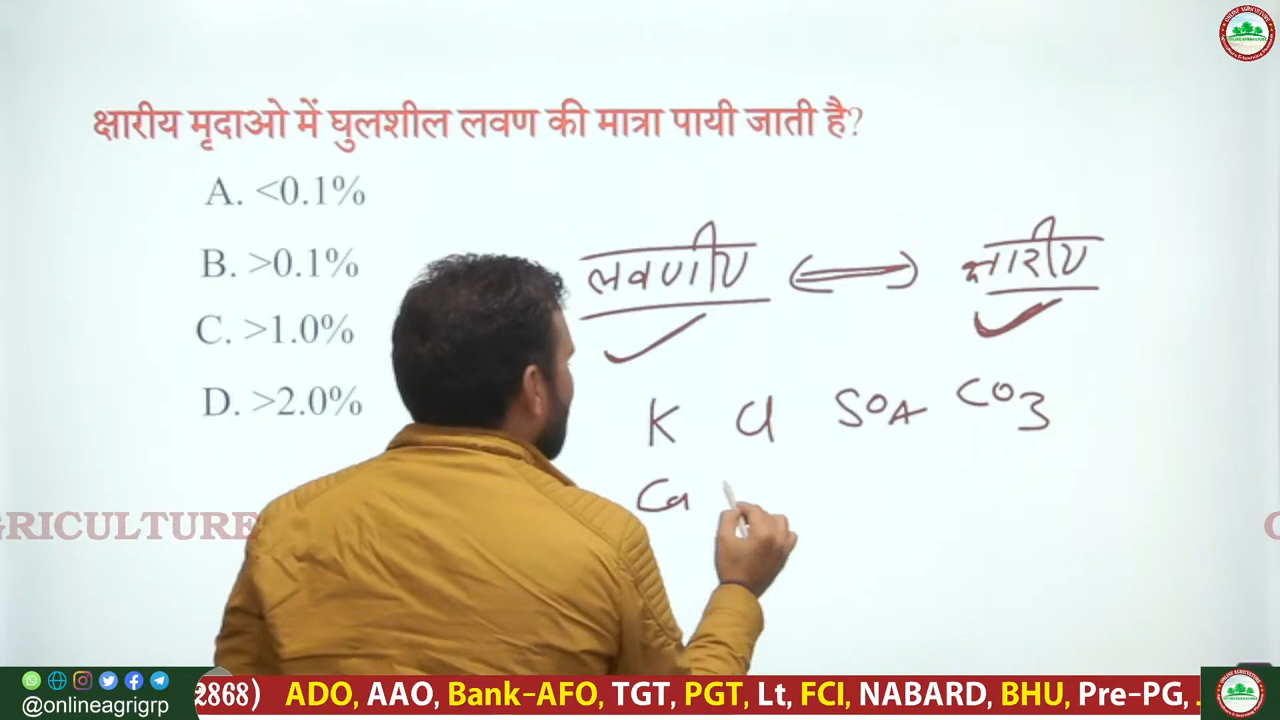 क्षारीय मृदाओ में घुलशील लवण की मात्रा पायी जाती है?
A. <0.1%
B. >0.1%
C. >1.0%
D. >2.0%
लवणीय
क्षारीय
K Cl SO4 CO3
Ca
RICULTURE
@onlineagrigrp
2868) ADO, AAO, Bank-AFO, TGT, PGT, Lt, FCI, NABARD, BHU, Pre-PG,